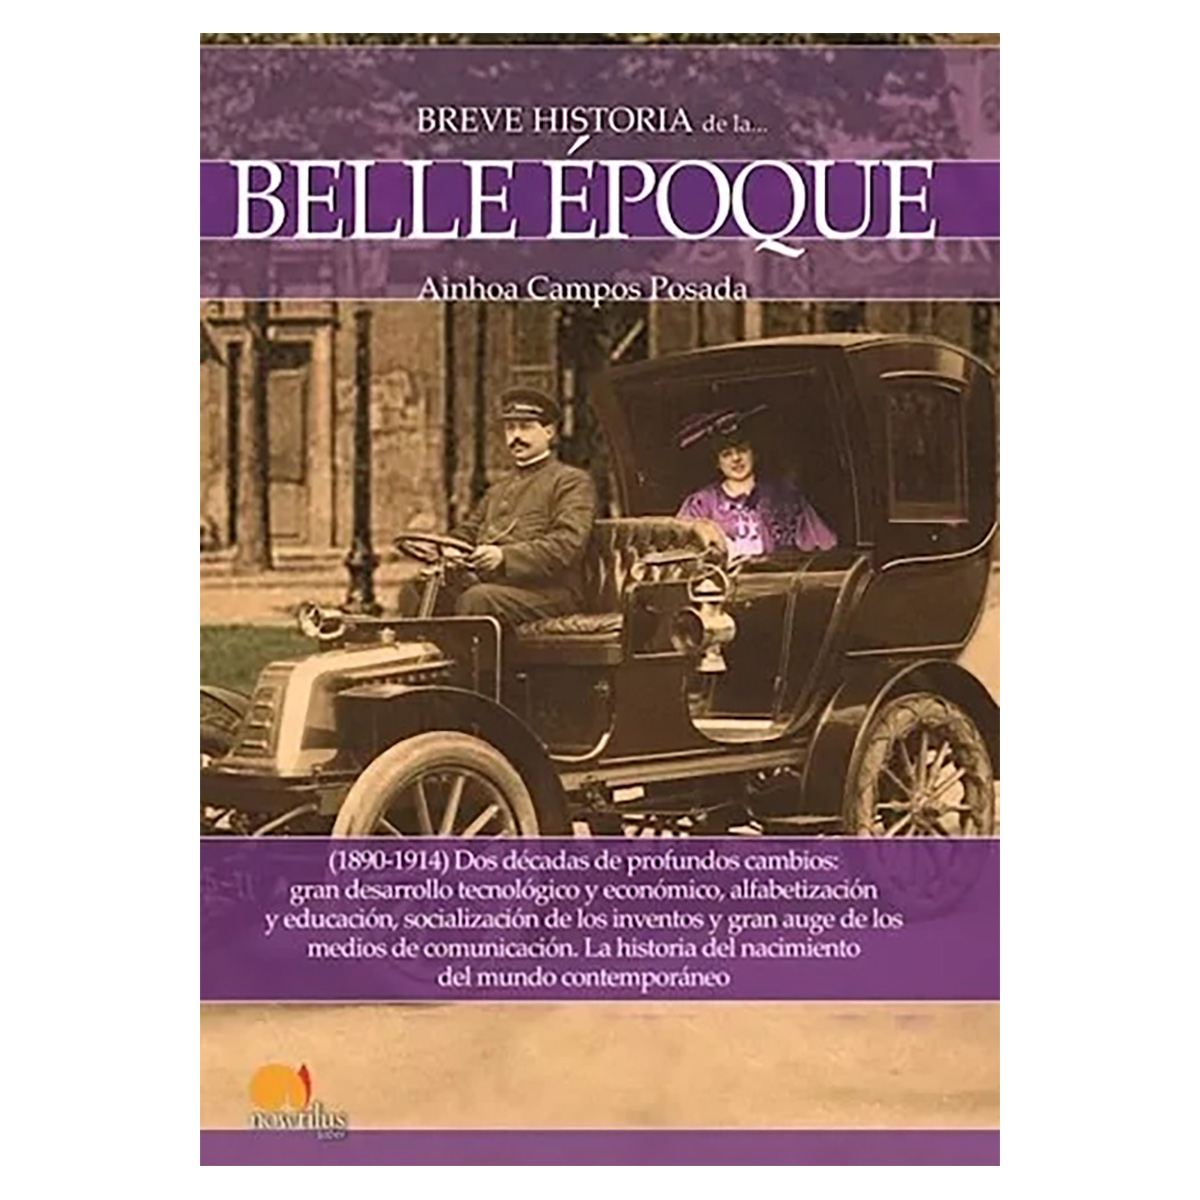 BREVE HISTORIA de la...
BELLE ÉPOQUE
Ainhoa Campos Posada
(1890-1914) Dos décadas de profundos cambios:
gran desarrollo tecnológico y económico, alfabetización
y educación, socialización de los inventos y gran auge de los
medios de comunicación. La historia del nacimiento
del mundo contemporáneo
nowtilus
saber